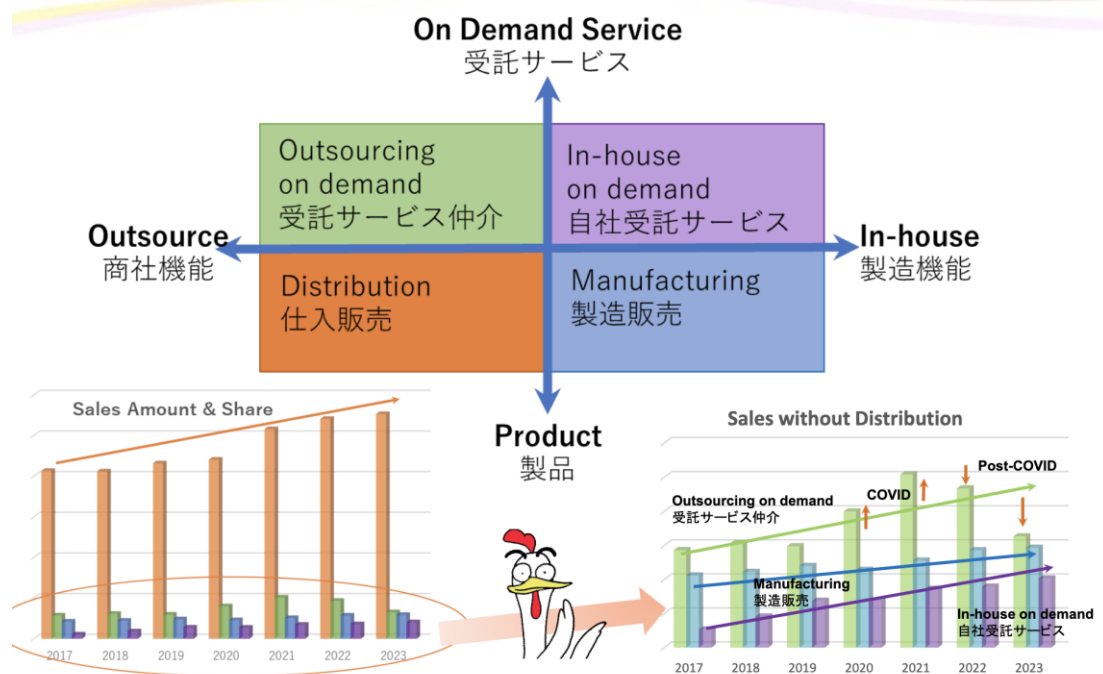 On Demand Service
受託サービス
Outsourcing
on demand
受託サービス仲介
In-house
on demand
自社受託サービス
Outsource
商社機能
In-house
製造機能
Distribution
仕入販売
Manufacturing
製造販売
Product
製品
Sales Amount & Share
2017 2018 2019 2020 2021 2022 2023
Sales without Distribution
Post-COVID
COVID
Outsourcing on demand
受託サービス仲介
Manufacturing
製造販売
In-house on demand
自社受託サービス
2017 2018 2019 2020 2021 2022 2023